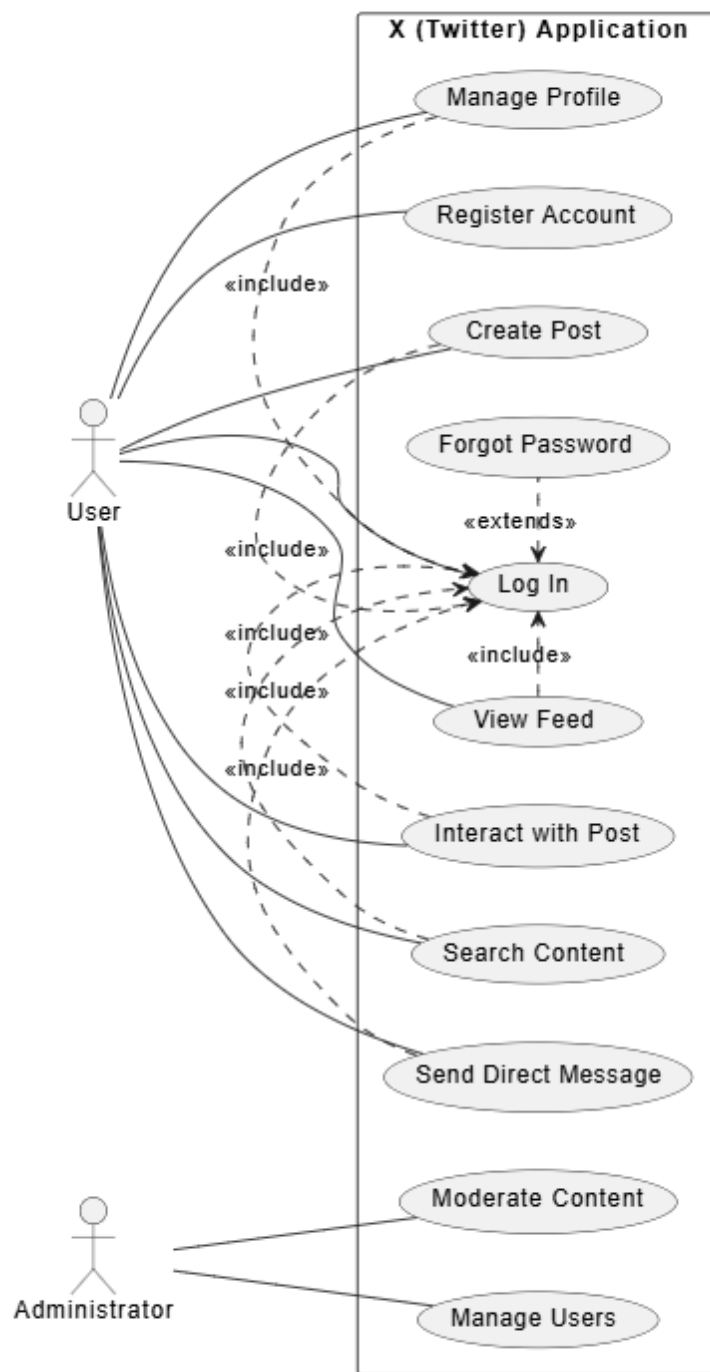 X (Twitter) Application
Manage Profile
Register Account
«include»
Create Post
Forgot Password
User
«extends»
«include»
Log In
«include»
«include»
View Feed
«include»
«include»
Interact with Post
Search Content
Send Direct Message
Moderate Content
Administrator
Manage Users